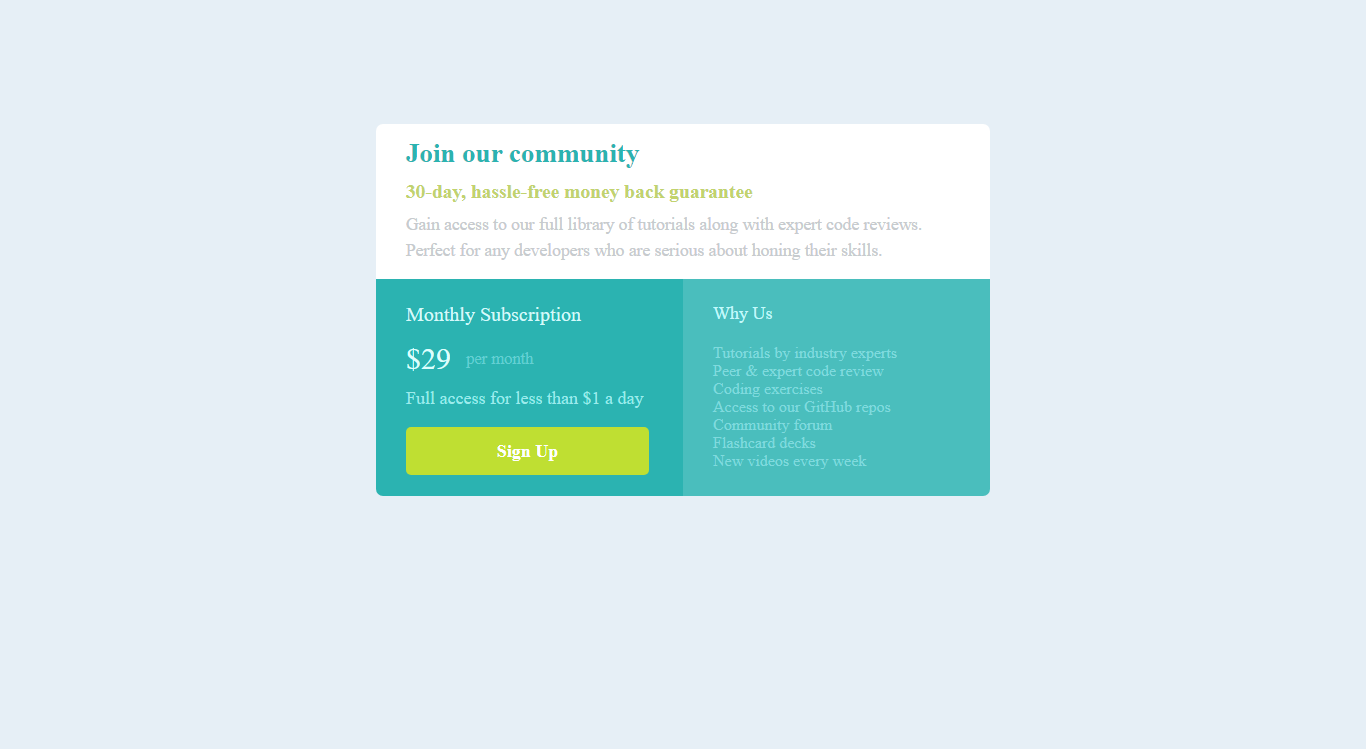 Join our community
30-day, hassle-free money back guarantee
Gain access to our full library of tutorials along with expert code reviews.
Perfect for any developers who are serious about honing their skills.
Monthly Subscription
$29 per month
Full access for less than $1 a day
Sign Up
Why Us
Tutorials by industry experts
Peer & expert code review
Coding exercises
Access to our GitHub repos
Community forum
Flashcard decks
New videos every week